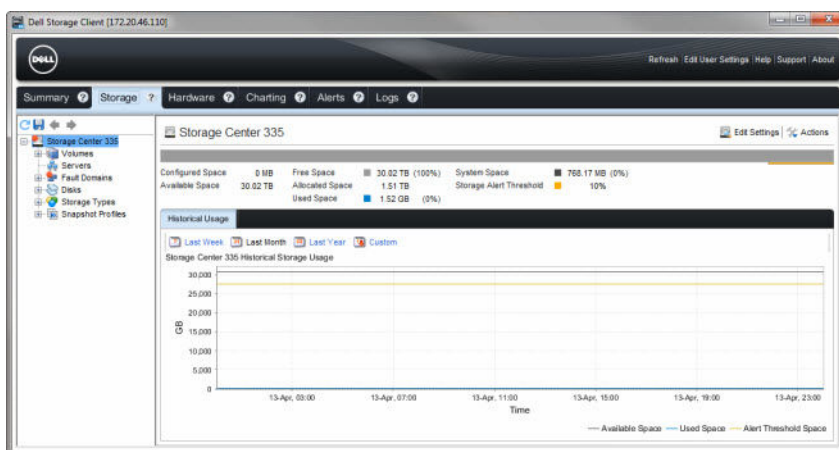 Dell Storage Client [172.20.46.110]
DELL
Refresh | Edit User Settings | Help | Support | About
Summary ? Storage ? Hardware ? Charting ? Alerts ? Logs ?
Storage Center 335
Volumes
Servers
Fault Domains
Disks
Storage Types
Snapshot Profiles
Storage Center 335
Edit Settings | Actions
Configured Space 0 MB Free Space 30.02 TB (100%) System Space 768.17 MB (0%)
Available Space 30.02 TB Allocated Space 1.51 TB Storage Alert Threshold 10%
Used Space 1.52 GB (0%)
Historical Usage
Last Week Last Month Last Year Custom
Storage Center 335 Historical Storage Usage
30,000
25,000
20,000
GB
15,000
10,000
5,000
0
13-Apr, 03:00 13-Apr, 07:00 13-Apr, 11:00 13-Apr, 15:00 13-Apr, 19:00 13-Apr, 23:00
Time
Available Space Used Space Alert Threshold Space